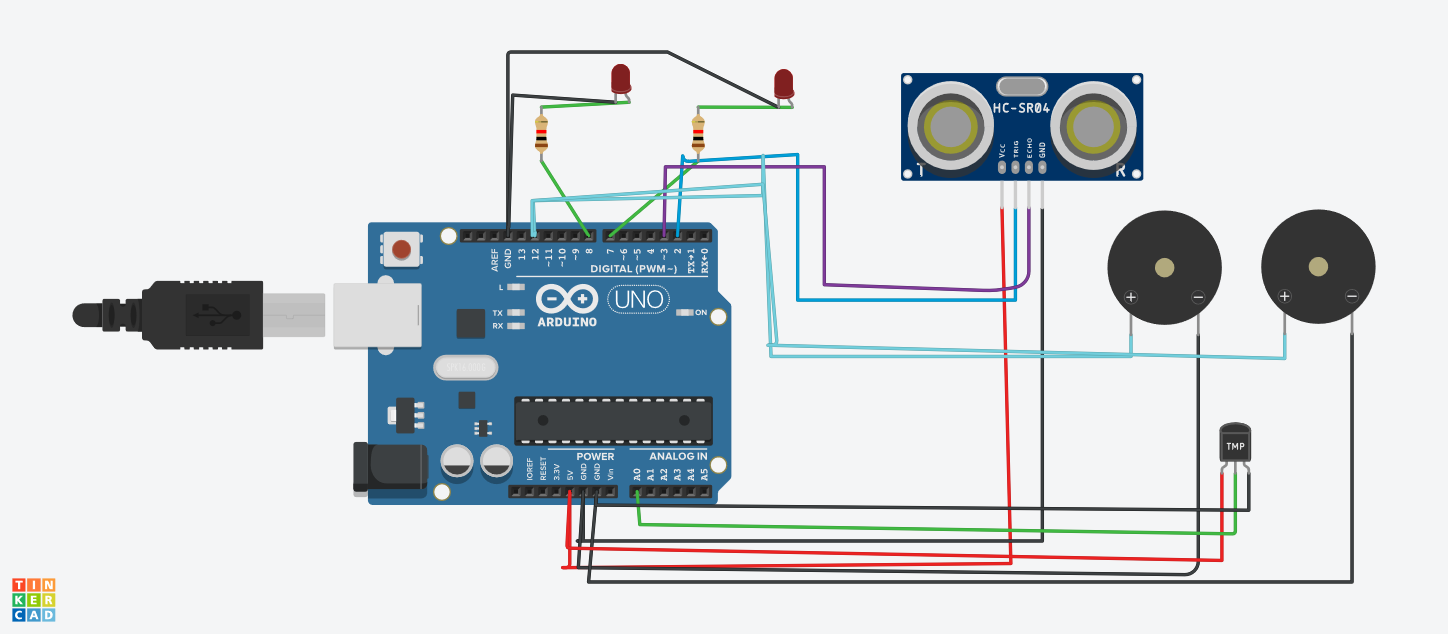 HC-SR04
Vcc
TRIG
ECHO
GND
T
R
AREF
GND
13
12
~11
~10
~9
8
7
~6
~5
4
~3
2
TX→1
RX←0
DIGITAL (PWM~)
L
TX
RX
ARDUINO
UNO
ON
POWER
ANALOG IN
IOREF
RESET
3.3V
5V
GND
GND
Vin
A0
A1
A2
A3
A4
A5
TMP
TIN
KER
CAD